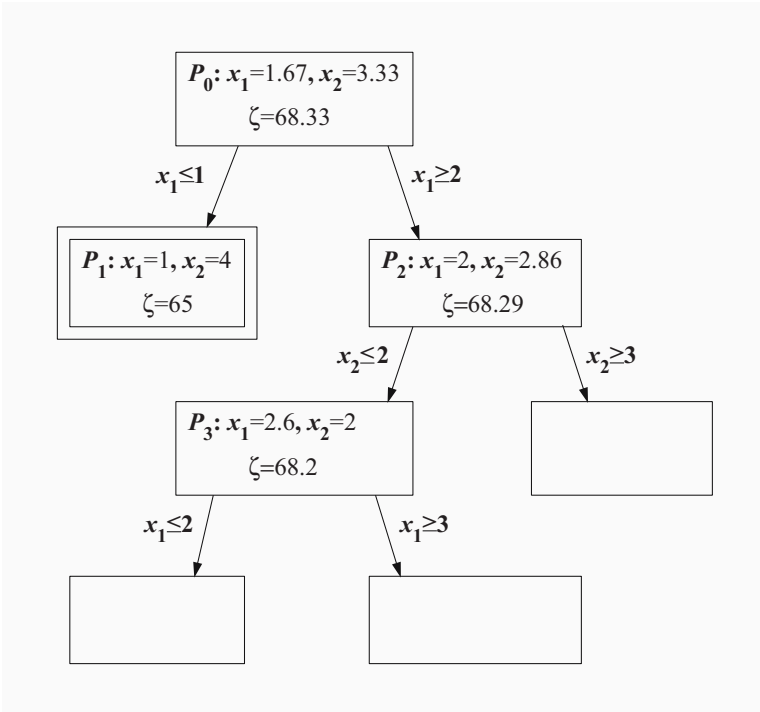 P₀: x₁=1.67, x₂=3.33
ζ=68.33
x₁≤1
x₁≥2
P₁: x₁=1, x₂=4
ζ=65
P₂: x₁=2, x₂=2.86
ζ=68.29
x₂≤2
x₂≥3
P₃: x₁=2.6, x₂=2
ζ=68.2
x₁≤2
x₁≥3